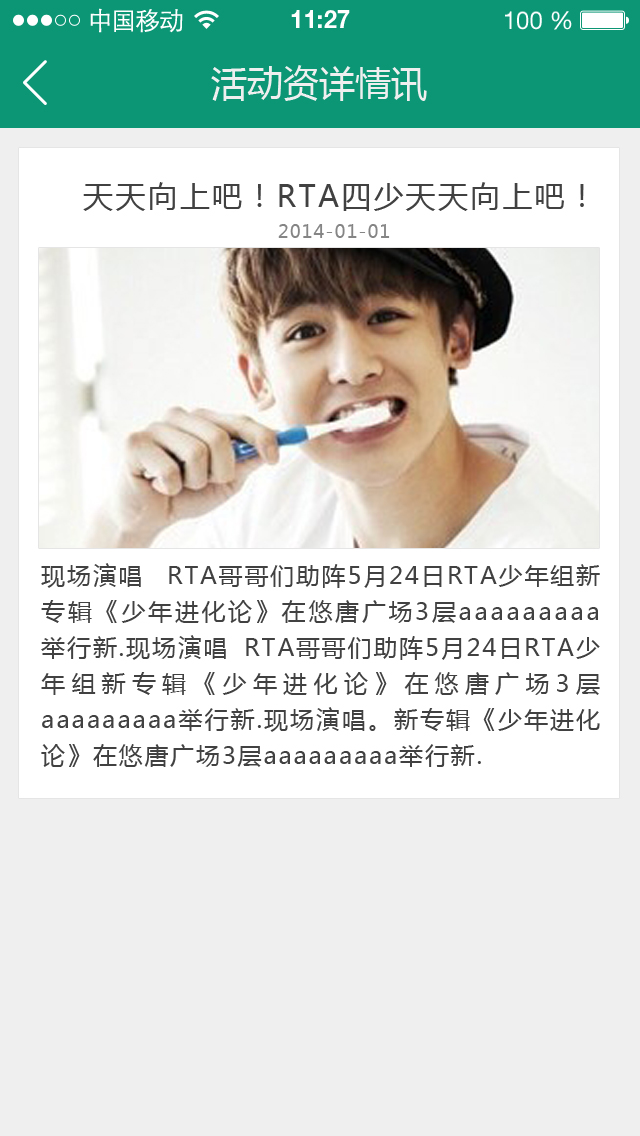 中国移动 11:27 100 %
活动资详情讯
天天向上吧！RTA四少天天向上吧！
2014-01-01
现场演唱 RTA哥哥们助阵5月24日RTA少年组新
专辑《少年进化论》在悠唐广场3层aaaaaaaaa
举行新.现场演唱 RTA哥哥们助阵5月24日RTA少
年组新专辑《少年进化论》在悠唐广场3层
aaaaaaaaa举行新.现场演唱。新专辑《少年进化
论》在悠唐广场3层aaaaaaaaa举行新.